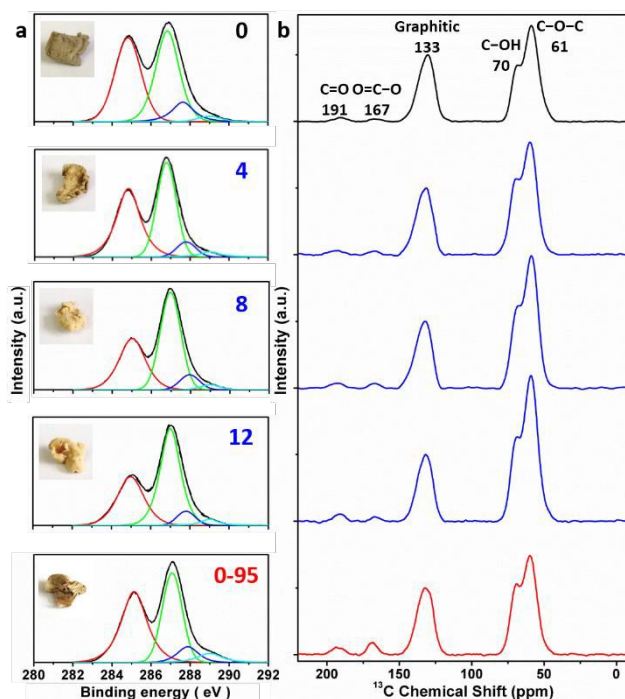 a
0
4
8
12
0-95
Intensity (a.u.)
280 282 284 286 288 290 292
Binding energy ( eV )
b
Graphitic
133
C–OH
70
C–O–C
61
C=O O=C–O
191 167
Intensity (a.u.)
200 150 100 50 0
13C Chemical Shift (ppm)